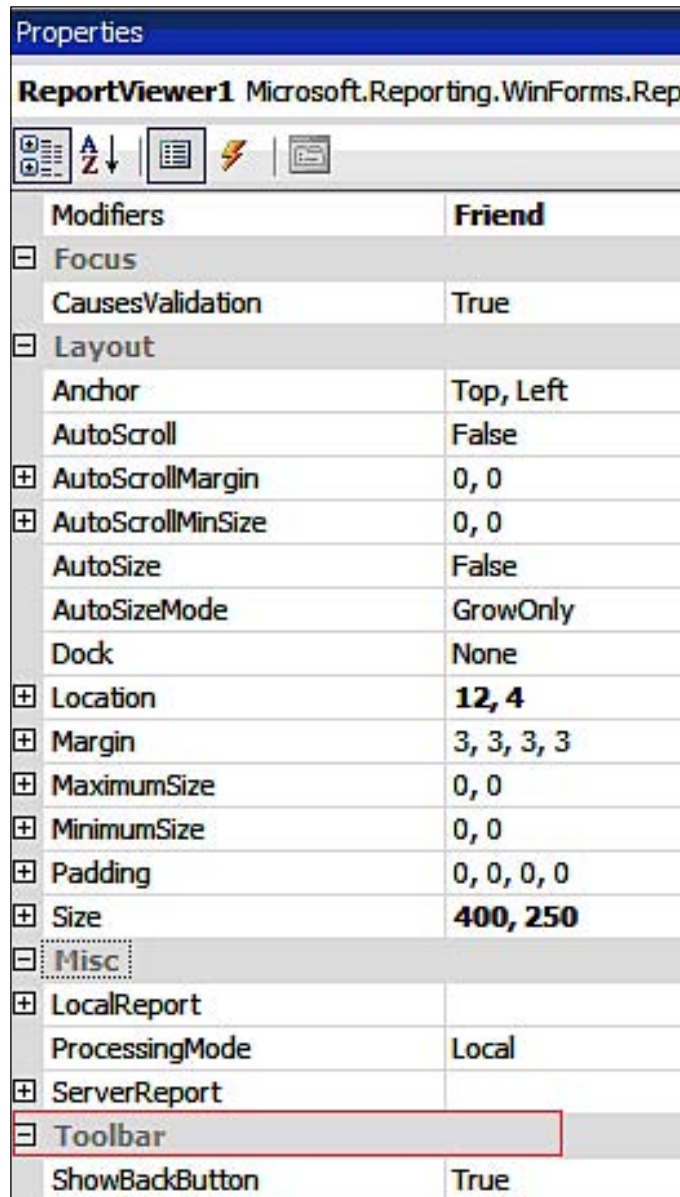 Properties
ReportViewer1 Microsoft.Reporting.WinForms.Rep
Modifiers Friend
Focus
CausesValidation True
Layout
Anchor Top, Left
AutoScroll False
AutoScrollMargin 0, 0
AutoScrollMinSize 0, 0
AutoSize False
AutoSizeMode GrowOnly
Dock None
Location 12, 4
Margin 3, 3, 3, 3
MaximumSize 0, 0
MinimumSize 0, 0
Padding 0, 0, 0, 0
Size 400, 250
Misc
LocalReport
ProcessingMode Local
ServerReport
Toolbar
ShowBackButton True